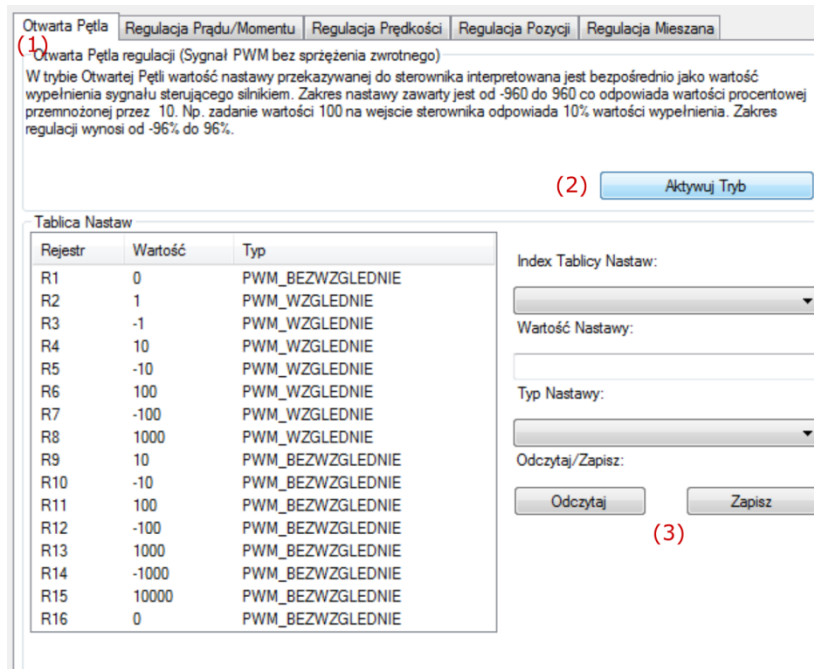 Otwarta Pętla Regulacja Prądu/Momentu Regulacja Prędkości Regulacja Pozycji Regulacja Mieszana
(1)
Otwarta Pętla regulacji (Sygnał PWM bez sprzężenia zwrotnego)
W trybie Otwartej Pętli wartość nastawy przekazywanej do sterownika interpretowana jest bezpośrednio jako wartość
wypełnienia sygnału sterującego silnikiem. Zakres nastawy zawarty jest od -960 do 960 co odpowiada wartości procentowej
przemnożonej przez 10. Np. zadanie wartości 100 na wejscie sterownika odpowiada 10% wartości wypełnienia. Zakres
regulacji wynosi od -96% do 96%.
(2) Aktywuj Tryb
Tablica Nastaw
Rejestr Wartość Typ
R1 0 PWM_BEZWZGLEDNIE
R2 1 PWM_WZGLEDNIE
R3 -1 PWM_WZGLEDNIE
R4 10 PWM_WZGLEDNIE
R5 -10 PWM_WZGLEDNIE
R6 100 PWM_WZGLEDNIE
R7 -100 PWM_WZGLEDNIE
R8 1000 PWM_WZGLEDNIE
R9 10 PWM_BEZWZGLEDNIE
R10 -10 PWM_BEZWZGLEDNIE
R11 100 PWM_BEZWZGLEDNIE
R12 -100 PWM_BEZWZGLEDNIE
R13 1000 PWM_BEZWZGLEDNIE
R14 -1000 PWM_BEZWZGLEDNIE
R15 10000 PWM_BEZWZGLEDNIE
R16 0 PWM_BEZWZGLEDNIE
Index Tablicy Nastaw:
Wartość Nastawy:
Typ Nastawy:
Odczytaj/Zapisz:
Odczytaj Zapisz
(3)